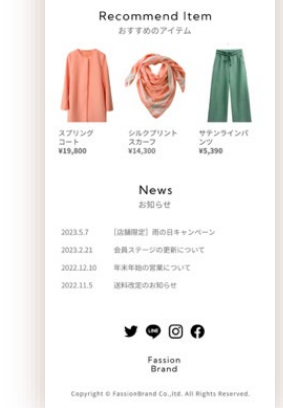 Recommend Item
おすすめのアイテム
スプリング
コート
¥19,800
シルクプリント
スカーフ
¥14,300
サテンラインパ
ンツ
¥5,390
News
お知らせ
2023.5.7 [店舗限定] 雨の日キャンペーン
2023.2.21 会員ステージの更新について
2022.12.10 年末年始の営業について
2022.11.5 送料改定のお知らせ
LINE
Fassion
Brand
Copyright © FassionBrand Co.,ltd. All Rights Reserved.